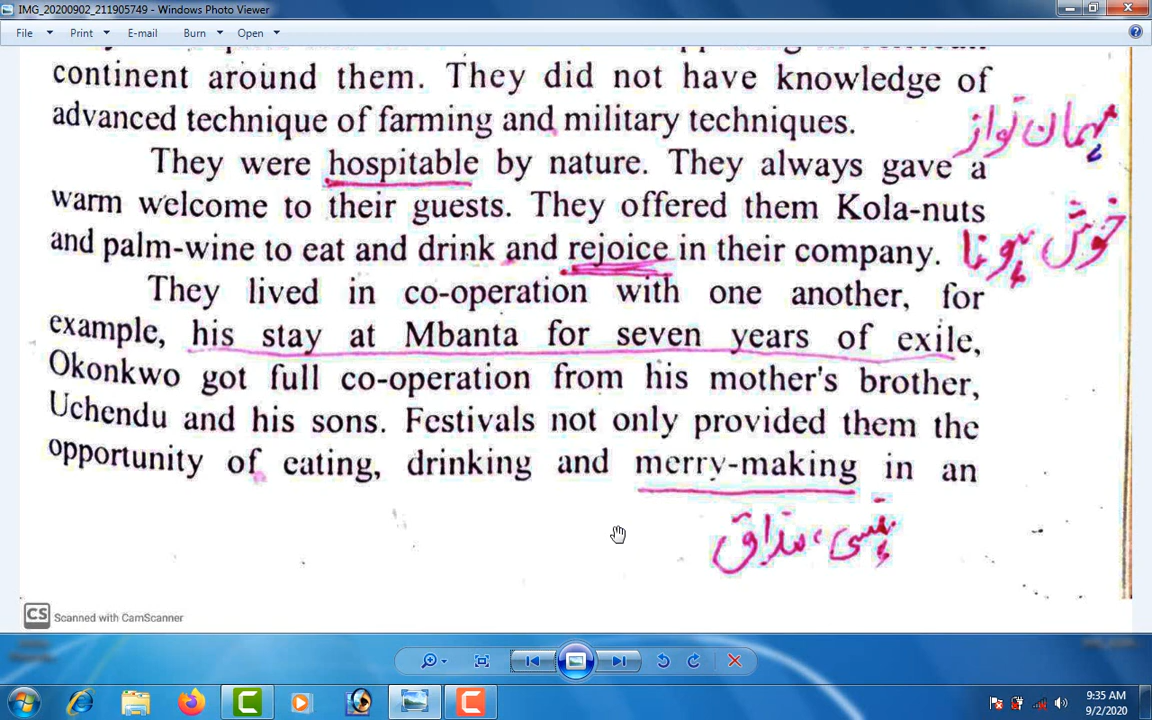 IMG_20200902_211905749 - Windows Photo Viewer
File Print E-mail Burn Open
continent around them. They did not have knowledge of
advanced technique of farming and military techniques.
مہمان نواز
They were hospitable by nature. They always gave a
warm welcome to their guests. They offered them Kola-nuts
and palm-wine to eat and drink and rejoice in their company.
خوش ہونا
They lived in co-operation with one another, for
example, his stay at Mbanta for seven years of exile,
Okonkwo got full co-operation from his mother's brother,
Uchendu and his sons. Festivals not only provided them the
opportunity of eating, drinking and merry-making in an
ہنسی، مذاق
CS Scanned with CamScanner
9:35 AM
9/2/2020